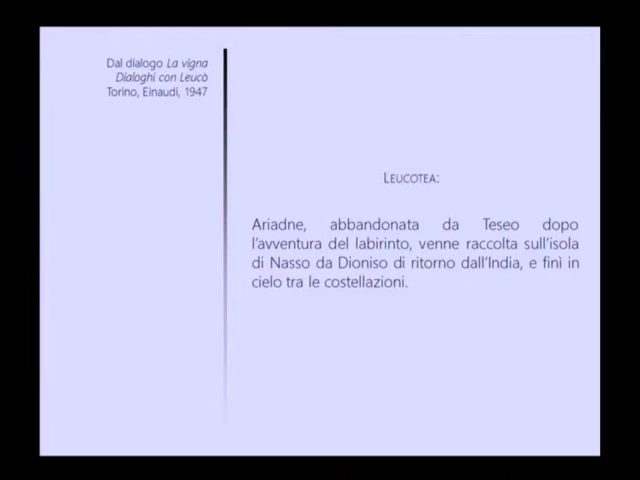 Dal dialogo La vigna
Dialoghi con Leucò
Torino, Einaudi, 1947
LEUCOTEA:
Ariadne, abbandonata da Teseo dopo
l'avventura del labirinto, venne raccolta sull'isola
di Nasso da Dioniso di ritorno dall'India, e finì in
cielo tra le costellazioni.